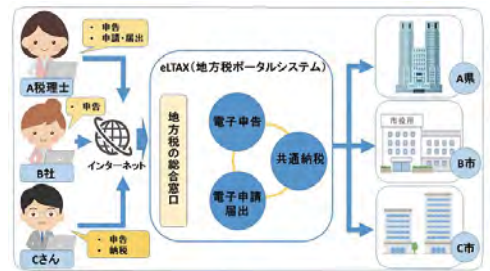 ・ 申告
・ 申請・届出
A税理士
・ 申告
B社
インターネット
Cさん
・ 申告
・ 納税
eLTAX(地方税ポータルシステム)
地方税の総合窓口
電子申告
共通納税
電子申請
届出
A県
市役所
B市
C市